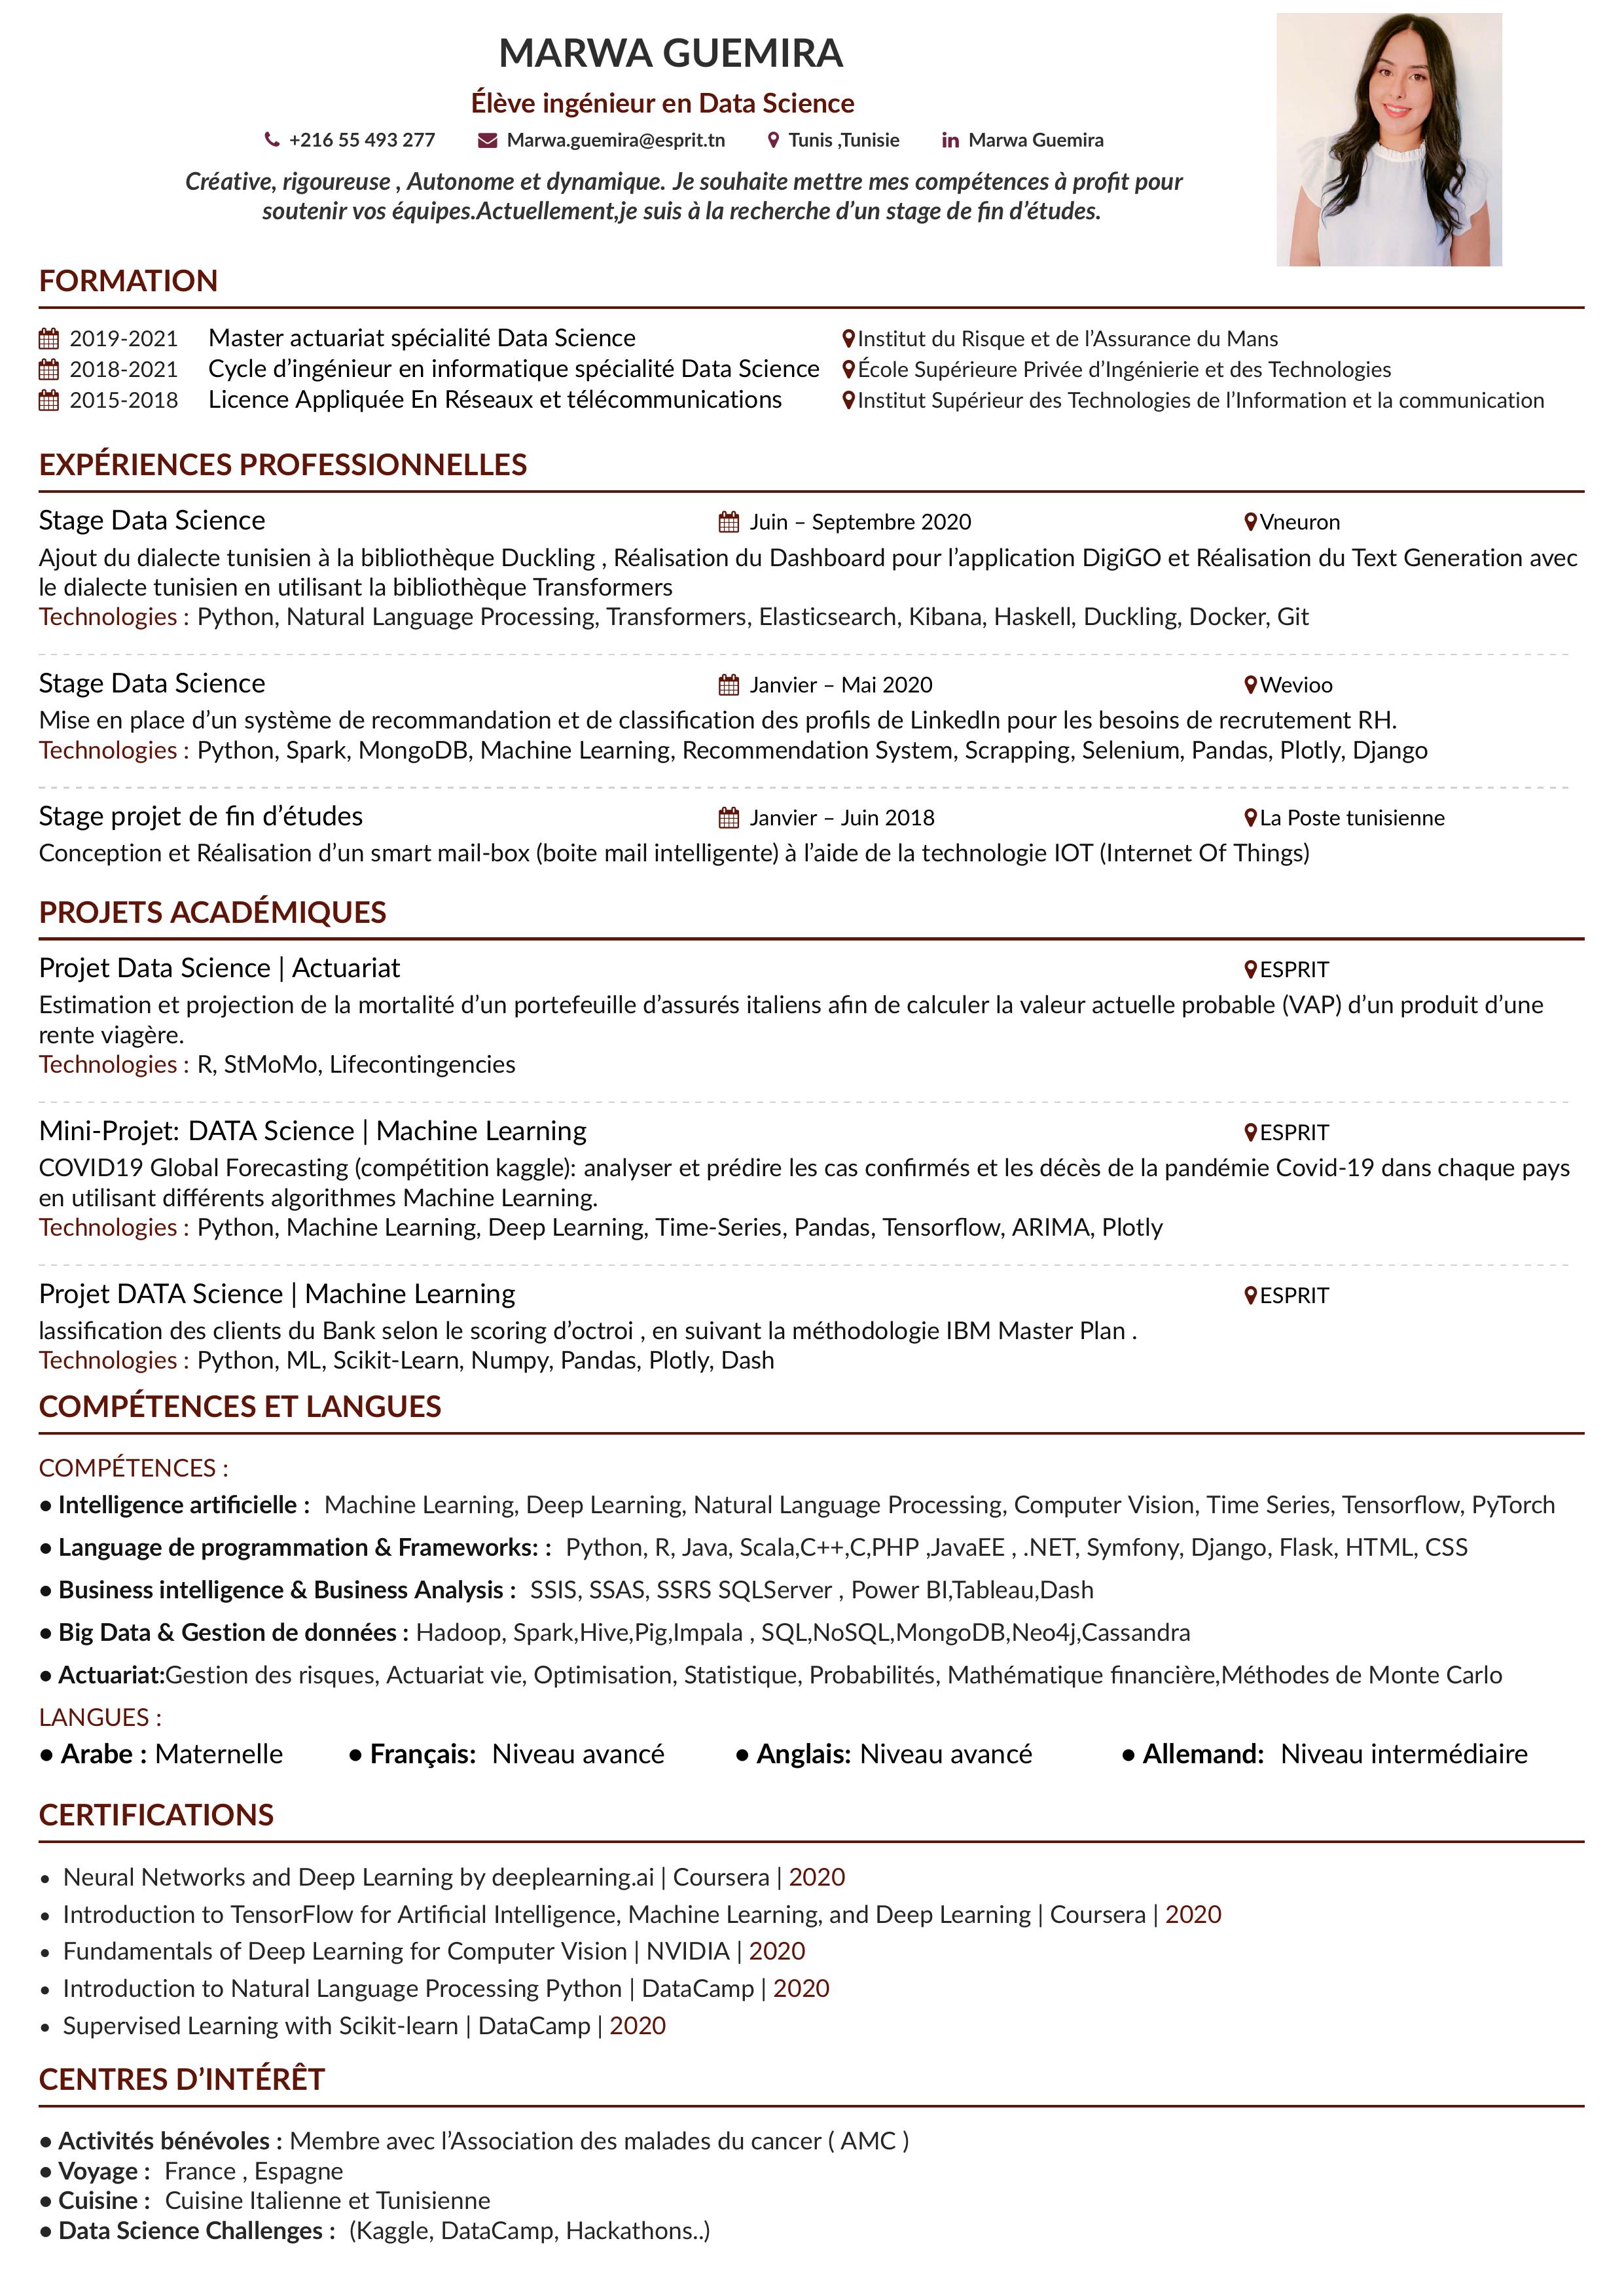 MARWA GUEMIRA
Élève ingénieur en Data Science
+216 55 493 277 Marwa.guemira@esprit.tn Tunis ,Tunisie in Marwa Guemira
Créative, rigoureuse , Autonome et dynamique. Je souhaite mettre mes compétences à profit pour
soutenir vos équipes.Actuellement,je suis à la recherche d’un stage de fin d’études.
FORMATION
2019-2021 Master actuariat spécialité Data Science Institut du Risque et de l’Assurance du Mans
2018-2021 Cycle d’ingénieur en informatique spécialité Data Science École Supérieure Privée d’Ingénierie et des Technologies
2015-2018 Licence Appliquée En Réseaux et télécommunications Institut Supérieur des Technologies de l’Information et la communication
EXPÉRIENCES PROFESSIONNELLES
Stage Data Science Juin – Septembre 2020 Vneuron
Ajout du dialecte tunisien à la bibliothèque Duckling , Réalisation du Dashboard pour l’application DigiGO et Réalisation du Text Generation avec
le dialecte tunisien en utilisant la bibliothèque Transformers
Technologies : Python, Natural Language Processing, Transformers, Elasticsearch, Kibana, Haskell, Duckling, Docker, Git
Stage Data Science Janvier – Mai 2020 Wevioo
Mise en place d’un système de recommandation et de classification des profils de LinkedIn pour les besoins de recrutement RH.
Technologies : Python, Spark, MongoDB, Machine Learning, Recommendation System, Scrapping, Selenium, Pandas, Plotly, Django
Stage projet de fin d’études Janvier – Juin 2018 La Poste tunisienne
Conception et Réalisation d’un smart mail-box (boite mail intelligente) à l’aide de la technologie IOT (Internet Of Things)
PROJETS ACADÉMIQUES
Projet Data Science | Actuariat ESPRIT
Estimation et projection de la mortalité d’un portefeuille d’assurés italiens afin de calculer la valeur actuelle probable (VAP) d’un produit d’une
rente viagère.
Technologies : R, StMoMo, Lifecontingencies
Mini-Projet: DATA Science | Machine Learning ESPRIT
COVID19 Global Forecasting (compétition kaggle): analyser et prédire les cas confirmés et les décès de la pandémie Covid-19 dans chaque pays
en utilisant différents algorithmes Machine Learning.
Technologies : Python, Machine Learning, Deep Learning, Time-Series, Pandas, Tensorflow, ARIMA, Plotly
Projet DATA Science | Machine Learning ESPRIT
lassification des clients du Bank selon le scoring d’octroi , en suivant la méthodologie IBM Master Plan .
Technologies : Python, ML, Scikit-Learn, Numpy, Pandas, Plotly, Dash
COMPÉTENCES ET LANGUES
COMPÉTENCES :
● Intelligence artificielle : Machine Learning, Deep Learning, Natural Language Processing, Computer Vision, Time Series, Tensorflow, PyTorch
● Language de programmation & Frameworks: : Python, R, Java, Scala,C++,C,PHP ,JavaEE , .NET, Symfony, Django, Flask, HTML, CSS
● Business intelligence & Business Analysis : SSIS, SSAS, SSRS SQLServer , Power BI,Tableau,Dash
● Big Data & Gestion de données : Hadoop, Spark,Hive,Pig,Impala , SQL,NoSQL,MongoDB,Neo4j,Cassandra
● Actuariat:Gestion des risques, Actuariat vie, Optimisation, Statistique, Probabilités, Mathématique financière,Méthodes de Monte Carlo
LANGUES :
● Arabe : Maternelle ● Français: Niveau avancé ● Anglais: Niveau avancé ● Allemand: Niveau intermédiaire
CERTIFICATIONS
• Neural Networks and Deep Learning by deeplearning.ai | Coursera | 2020
• Introduction to TensorFlow for Artificial Intelligence, Machine Learning, and Deep Learning | Coursera | 2020
• Fundamentals of Deep Learning for Computer Vision | NVIDIA | 2020
• Introduction to Natural Language Processing Python | DataCamp | 2020
• Supervised Learning with Scikit-learn | DataCamp | 2020
CENTRES D’INTÉRÊT
● Activités bénévoles : Membre avec l’Association des malades du cancer ( AMC )
● Voyage : France , Espagne
● Cuisine : Cuisine Italienne et Tunisienne
● Data Science Challenges : (Kaggle, DataCamp, Hackathons..)